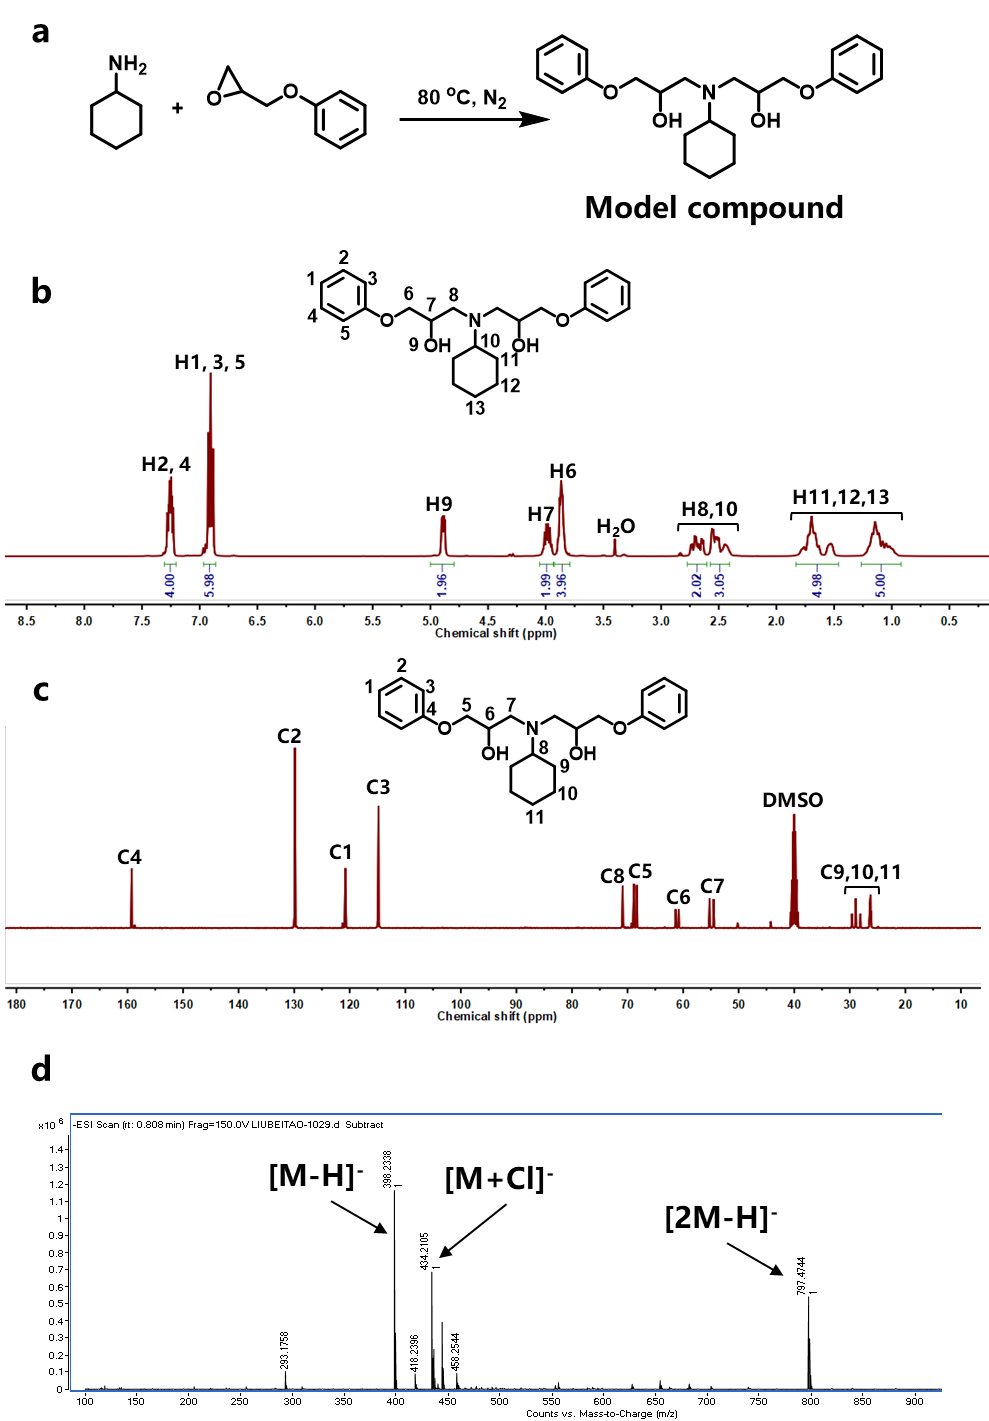 a
NH2
+
O
O
80 oC, N2
O
OH
N
OH
O
Model compound
b
2
1
3
4
5
6
7
8
O
9
OH
N
10
11
OH
O
12
13
H1, 3, 5
H2, 4
H9
H7
H6
H2O
H8,10
H11,12,13
4.00
5.98
1.96
1.99
3.96
2.02
3.05
4.98
5.00
8.5 7.5 7.0 6.5 6.0 5.5 5.0 4.5 4.0 3.5 3.0 2.5 2.0 1.5 1.0 0.5
Chemical shift (ppm)
c
2
1
3
4
5
6
7
O
OH
N
8
9
OH
O
10
11
C4
C2
C1
C3
C8
C5
C6
C7
DMSO
C9,10,11
180 170 160 150 140 130 120 110 100 90 80 70 60 50 40 30 20 10
Chemical shift (ppm)
d
x10 6
-ESI Scan (rt: 0.808 min) Frag=150.0V LIUBEITAO-1029.d Subtract
1.4
1.3
1.2
1.1
1
0.9
0.8
0.7
0.6
0.5
0.4
0.3
0.2
0.1
0
[M-H]-
[M+Cl]-
[2M-H]-
293.1758
398.2338
1
418.2396
434.2105
1
458.2544
797.4744
1
100 150 200 250 300 350 400 450 500 550 600 650 700 750 800 850 900
Counts vs. Mass-to-Charge (m/z)